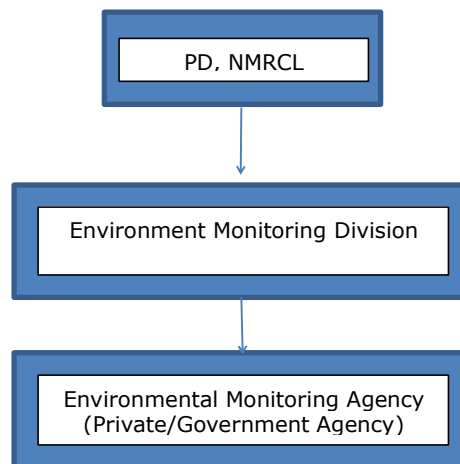 PD, NMRCL
Environment Monitoring Division
Environmental Monitoring Agency
(Private/Government Agency)